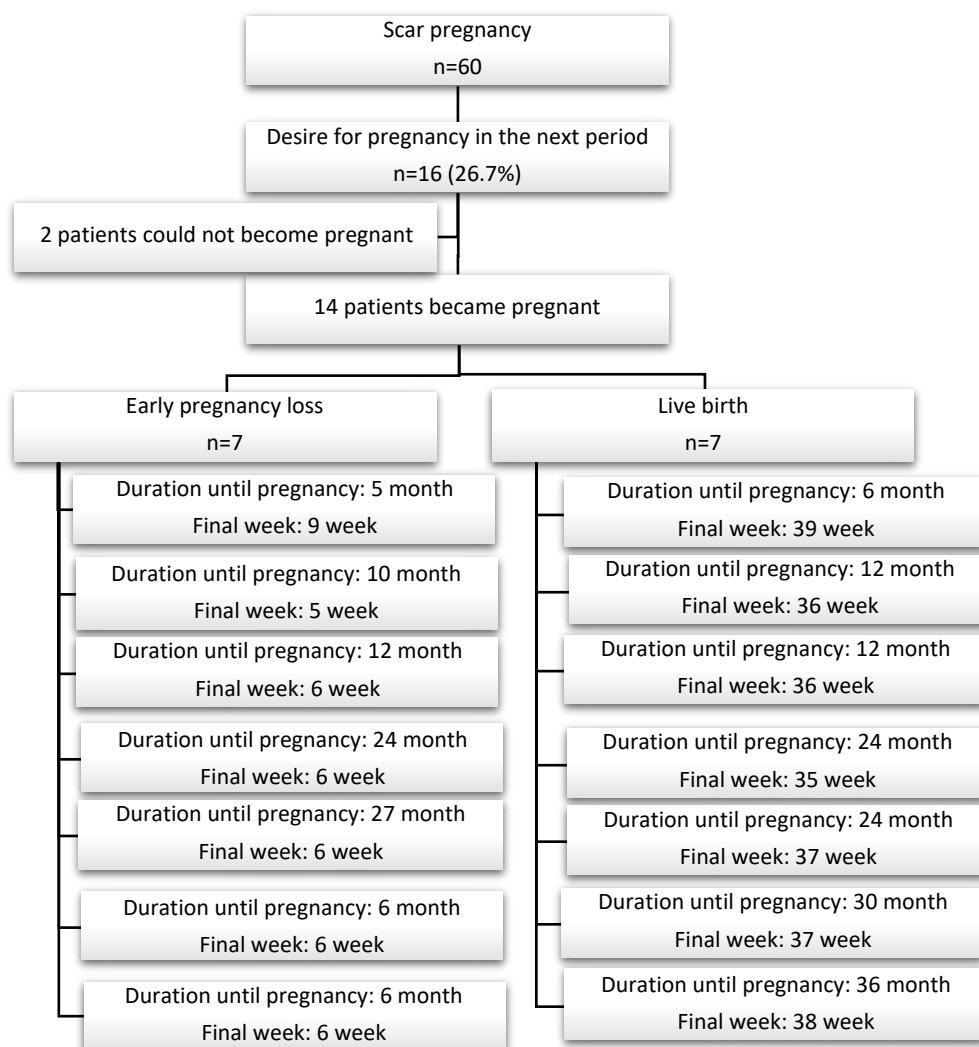 Scar pregnancy
n=60
Desire for pregnancy in the next period
n=16 (26.7%)
2 patients could not become pregnant
14 patients became pregnant
Early pregnancy loss
n=7
Duration until pregnancy: 5 month
Final week: 9 week
Duration until pregnancy: 10 month
Final week: 5 week
Duration until pregnancy: 12 month
Final week: 6 week
Duration until pregnancy: 24 month
Final week: 6 week
Duration until pregnancy: 27 month
Final week: 6 week
Duration until pregnancy: 6 month
Final week: 6 week
Duration until pregnancy: 6 month
Final week: 6 week
Live birth
n=7
Duration until pregnancy: 6 month
Final week: 39 week
Duration until pregnancy: 12 month
Final week: 36 week
Duration until pregnancy: 12 month
Final week: 36 week
Duration until pregnancy: 24 month
Final week: 35 week
Duration until pregnancy: 24 month
Final week: 37 week
Duration until pregnancy: 30 month
Final week: 37 week
Duration until pregnancy: 36 month
Final week: 38 week